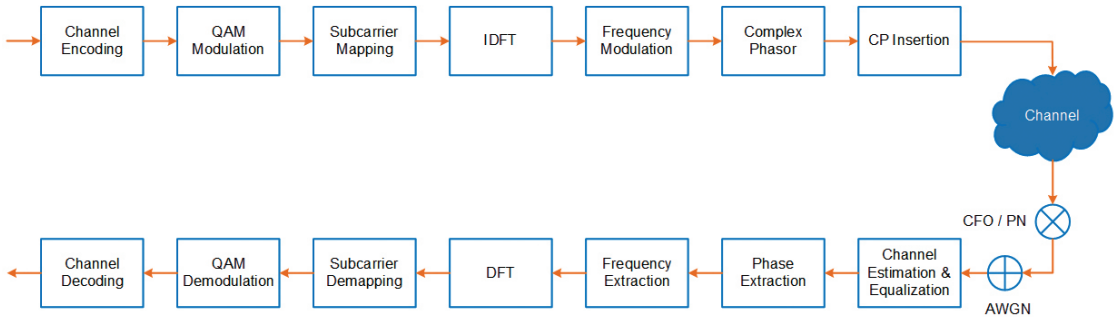 Channel
Encoding
QAM
Modulation
Subcarrier
Mapping
IDFT
Frequency
Modulation
Complex
Phasor
CP Insertion
Channel
CFO / PN
AWGN
Channel
Estimation &
Equalization
Phase
Extraction
Frequency
Extraction
DFT
Subcarrier
Demapping
QAM
Demodulation
Channel
Decoding